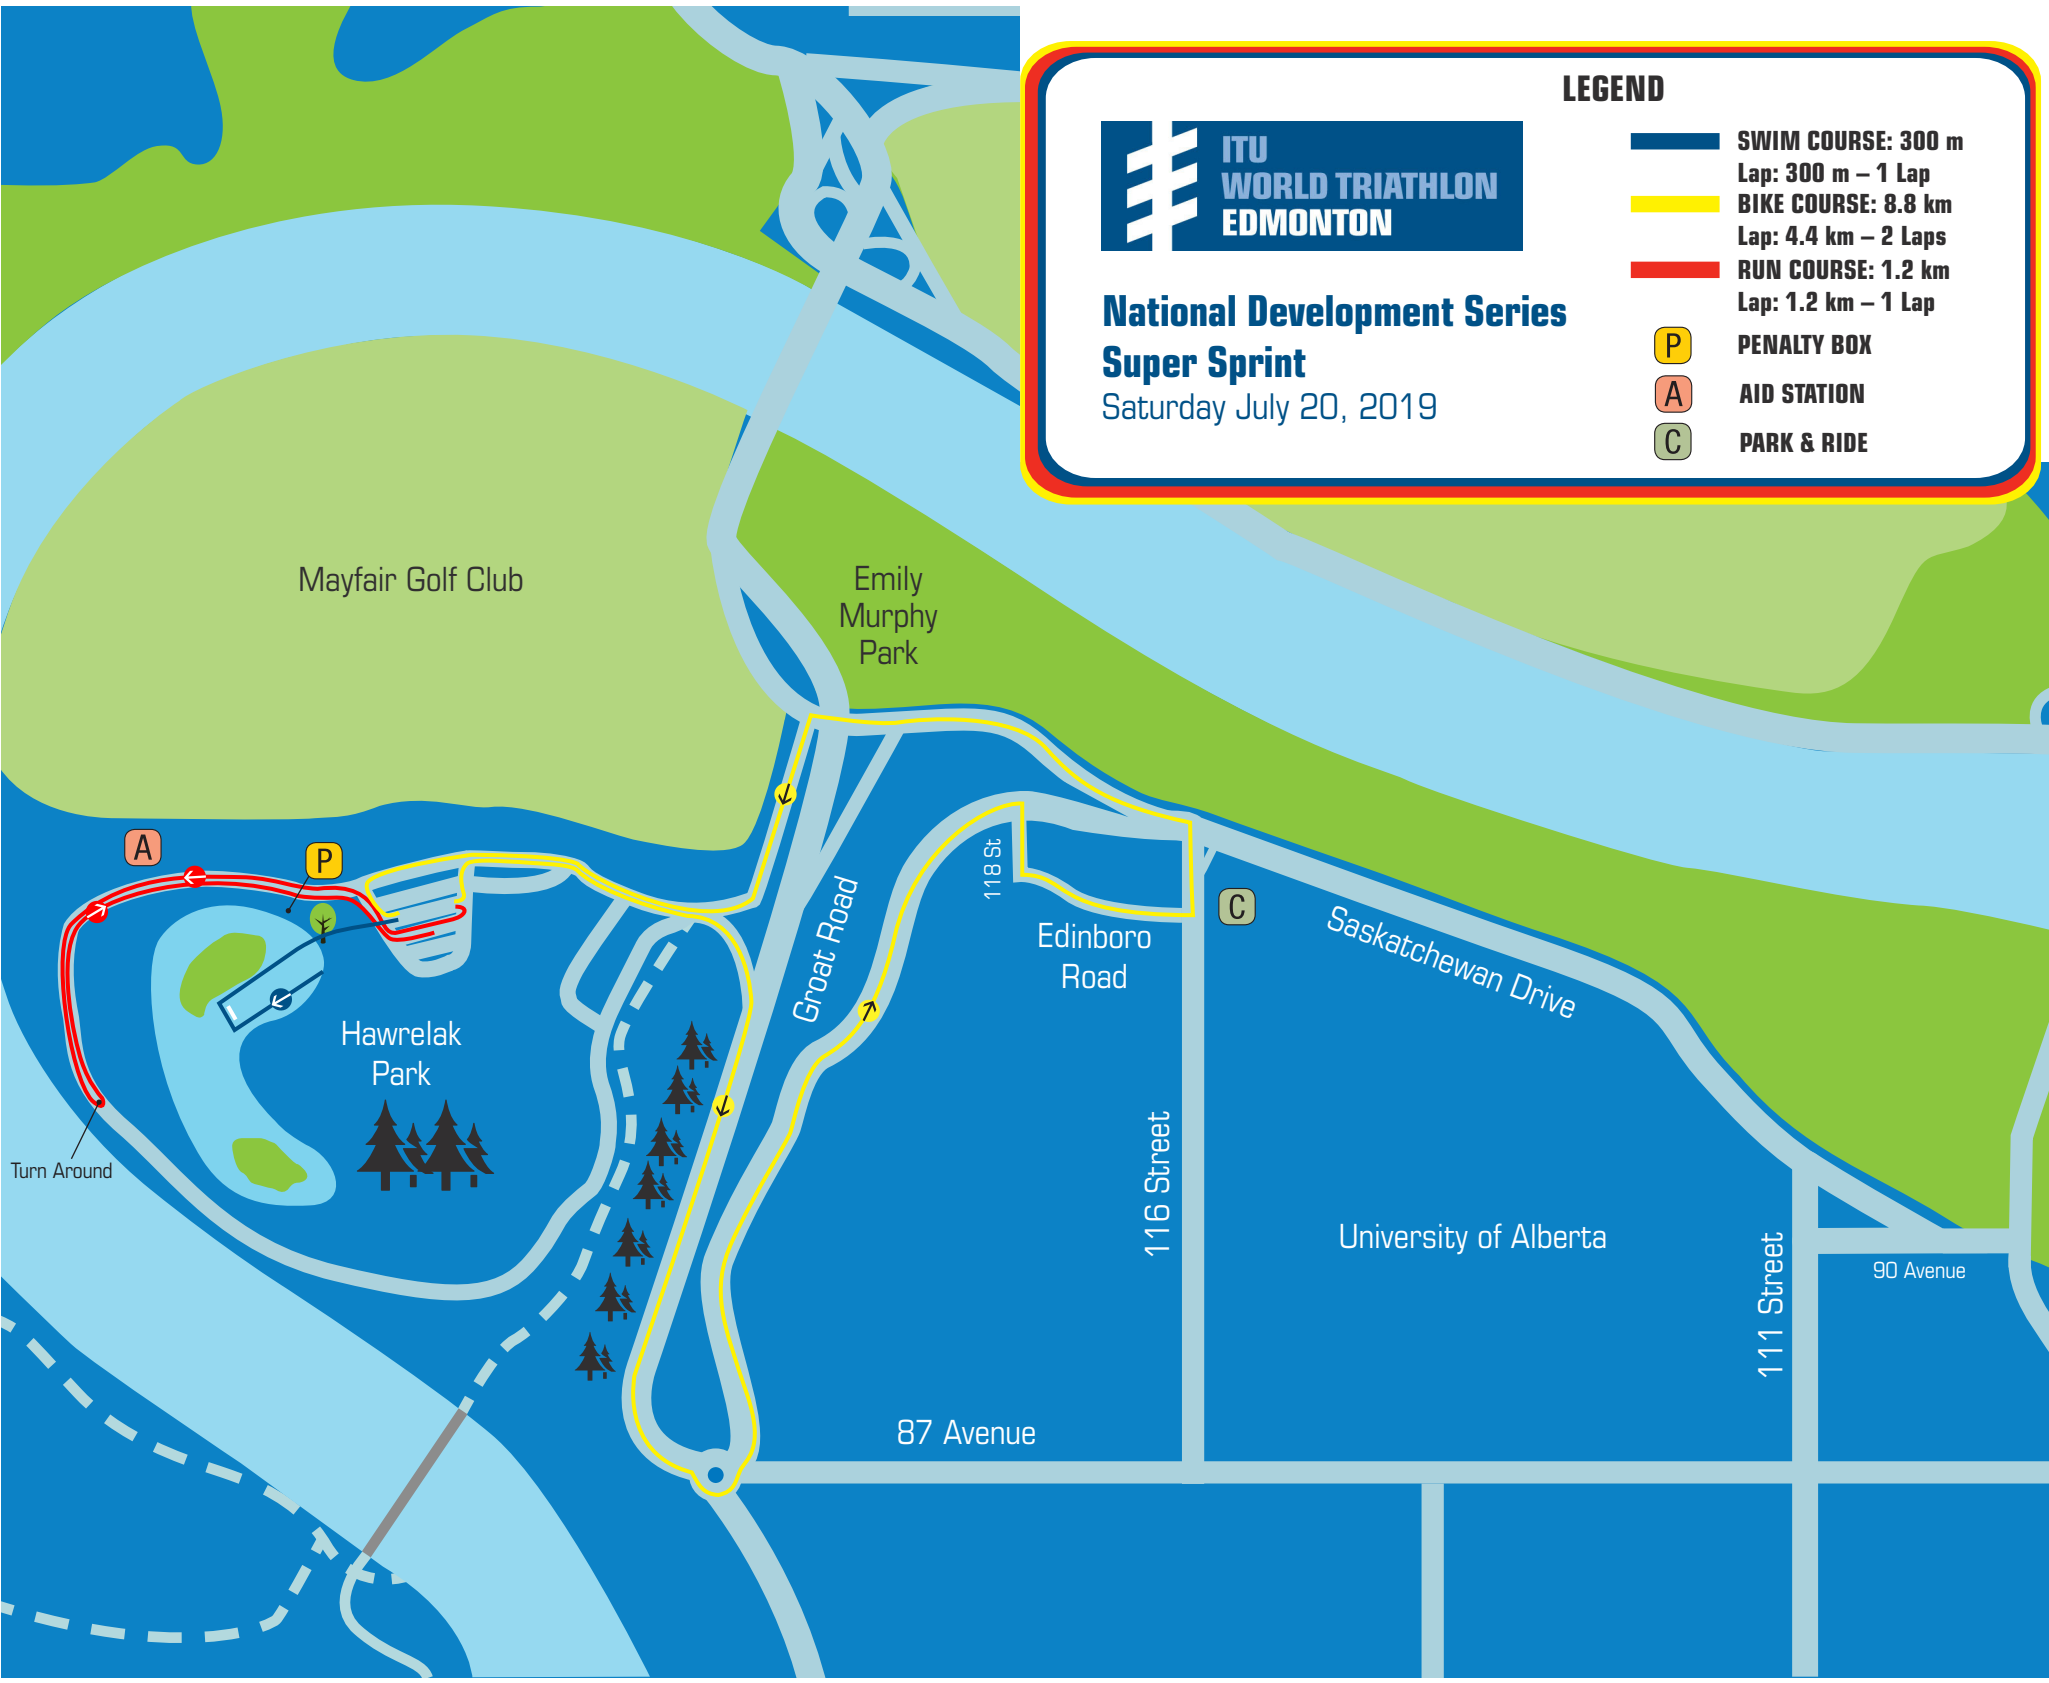 LEGEND
ITU
WORLD TRIATHLON
EDMONTON
National Development Series
Super Sprint
Saturday July 20, 2019
SWIM COURSE: 300 m
Lap: 300 m – 1 Lap
BIKE COURSE: 8.8 km
Lap: 4.4 km – 2 Laps
RUN COURSE: 1.2 km
Lap: 1.2 km – 1 Lap
P PENALTY BOX
A AID STATION
C PARK & RIDE
Mayfair Golf Club
Emily
Murphy
Park
A
P
118 St
C
Groat Road
Edinboro
Road
Saskatchewan Drive
Hawrelak
Park
Turn Around
116 Street
University of Alberta
111 Street
90 Avenue
87 Avenue